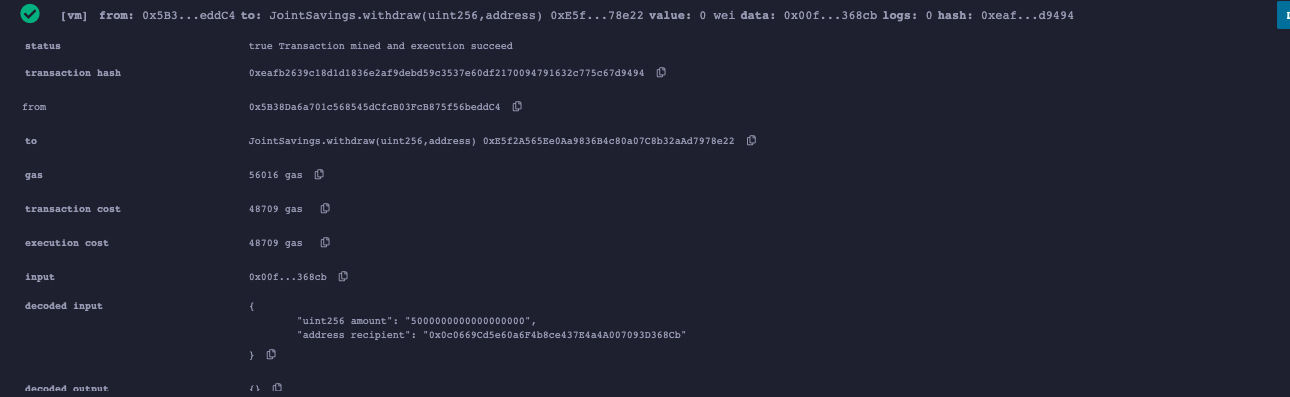 [vm] from: 0x5B3...eddC4 to: JointSavings.withdraw(uint256,address) 0xE5f...78e22 value: 0 wei data: 0x00f...368cb logs: 0 hash: 0xeaf...d9494
status true Transaction mined and execution succeed
transaction hash 0xeafb2639c18d1d1836e2af9debd59c3537e60df2170094791632c775c67d9494
from 0x5B38Da6a701c568545dCfcB03FcB875f56beddC4
to JointSavings.withdraw(uint256,address) 0xE5f2A565Ee0Aa9836B4c80a07C8b32aAd7978e22
gas 56016 gas
transaction cost 48709 gas
execution cost 48709 gas
input 0x00f...368cb
decoded input {
"uint256 amount": "5000000000000000000",
"address recipient": "0x0c0669Cd5e60a6F4b8ce437E4a4A007093D368Cb"
}
decoded output {}